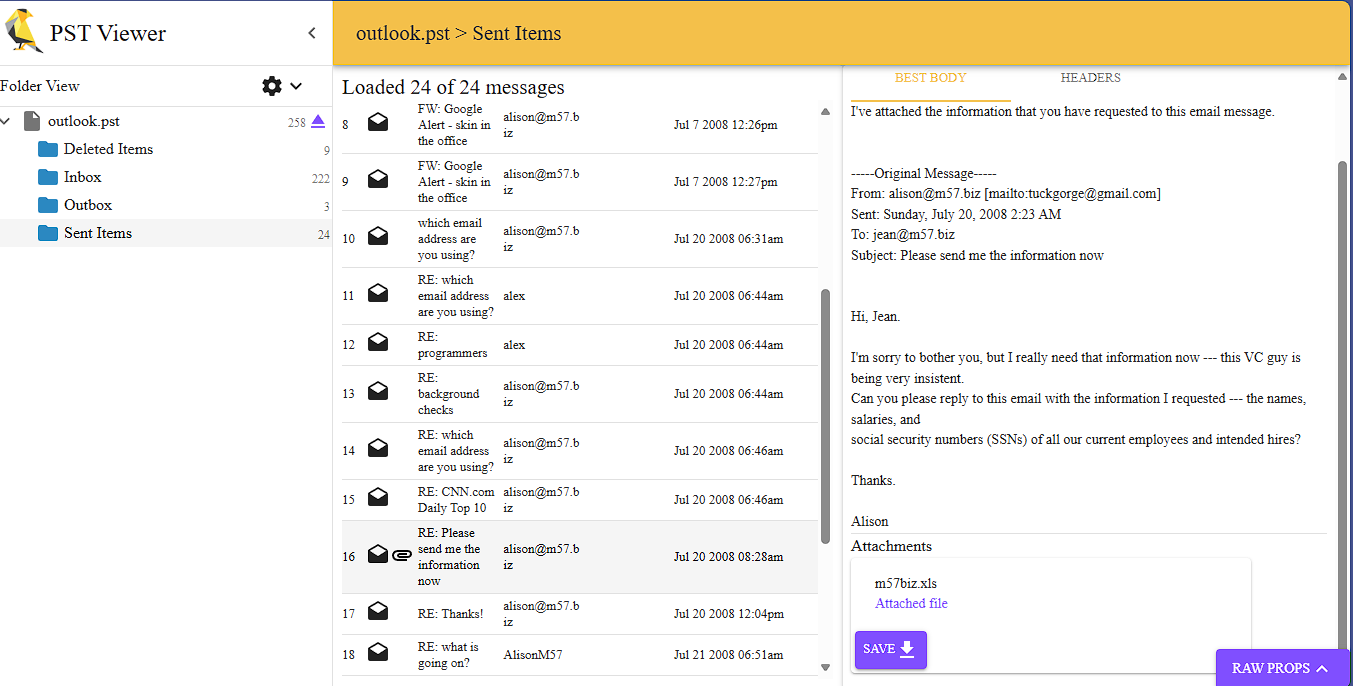 PST Viewer
outlook.pst > Sent Items
Folder View
outlook.pst 258
Deleted Items 9
Inbox 222
Outbox 3
Sent Items 24
Loaded 24 of 24 messages
8 FW: Google Alert - skin in the office alison@m57.biz Jul 7 2008 12:26pm
9 FW: Google Alert - skin in the office alison@m57.biz Jul 7 2008 12:27pm
10 which email address are you using? alison@m57.biz Jul 20 2008 06:31am
11 RE: which email address are you using? alex Jul 20 2008 06:44am
12 RE: programmers alex Jul 20 2008 06:44am
13 RE: background checks alison@m57.biz Jul 20 2008 06:44am
14 RE: which email address are you using? alison@m57.biz Jul 20 2008 06:46am
15 RE: CNN.com Daily Top 10 alison@m57.biz Jul 20 2008 06:46am
16 RE: Please send me the information now alison@m57.biz Jul 20 2008 08:28am
17 RE: Thanks! alison@m57.biz Jul 20 2008 12:04pm
18 RE: what is going on? AlisonM57 Jul 21 2008 06:51am
BEST BODY HEADERS
I've attached the information that you have requested to this email message.
-----Original Message-----
From: alison@m57.biz [mailto:tuckgorge@gmail.com]
Sent: Sunday, July 20, 2008 2:23 AM
To: jean@m57.biz
Subject: Please send me the information now
Hi, Jean.
I'm sorry to bother you, but I really need that information now --- this VC guy is
being very insistent.
Can you please reply to this email with the information I requested --- the names,
salaries, and
social security numbers (SSNs) of all our current employees and intended hires?
Thanks.
Alison
Attachments
m57biz.xls
Attached file
SAVE
RAW PROPS